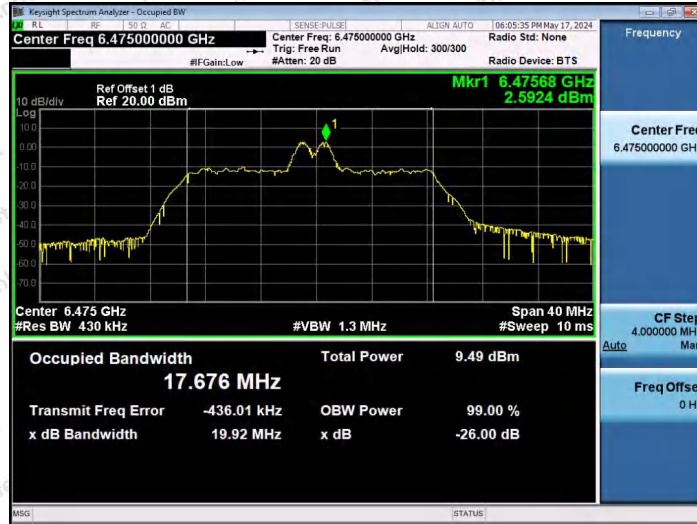 Keysight Spectrum Analyzer - Occupied BW
RL RF 50 Ω AC SENSE:PULSE ALIGN AUTO 06:05:35 PM May 17, 2024
Center Freq 6.475000000 GHz
Center Freq: 6.475000000 GHz
Radio Std: None
Trig: Free Run Avg|Hold: 300/300
#IFGain:Low #Atten: 20 dB Radio Device: BTS
Mkr1 6.47568 GHz
2.5924 dBm
Ref Offset 1 dB
10 dB/div Ref 20.00 dBm
Log
10.0
0.00
-10.0
-20.0
-30.0
-40.0
-50.0
-60.0
-70.0
1
Center 6.475 GHz Span 40 MHz
#Res BW 430 kHz #VBW 1.3 MHz #Sweep 10 ms
Occupied Bandwidth Total Power 9.49 dBm
17.676 MHz
Transmit Freq Error -436.01 kHz OBW Power 99.00 %
x dB Bandwidth 19.92 MHz x dB -26.00 dB
MSG STATUS
Frequency
Center Freq
6.475000000 GH
CF Step
4.000000 MH
Auto Ma
Freq Offse
0 H